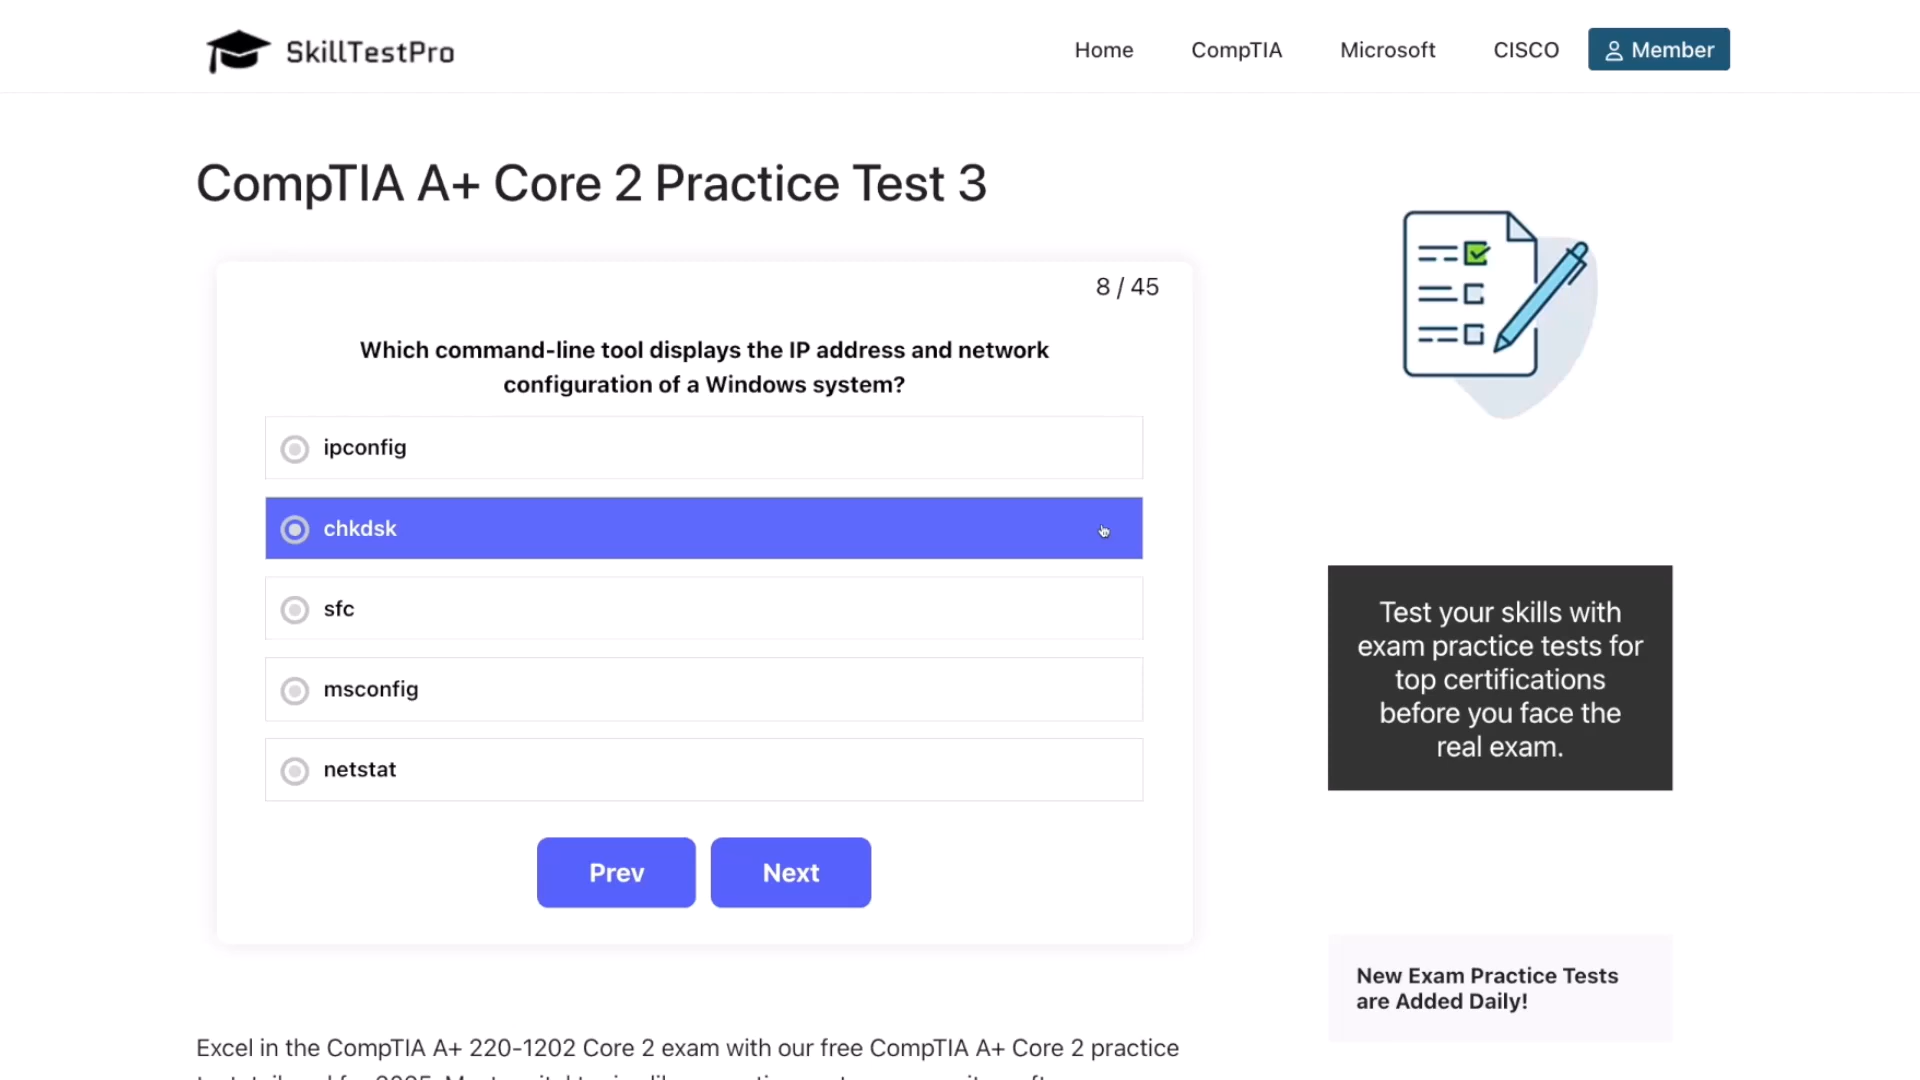 SkillTestPro
Home
CompTIA
Microsoft
CISCO
Member
CompTIA A+ Core 2 Practice Test 3
8 / 45
Which command-line tool displays the IP address and network
configuration of a Windows system?
ipconfig
chkdsk
sfc
msconfig
netstat
Prev
Next
Test your skills with
exam practice tests for
top certifications
before you face the
real exam.
New Exam Practice Tests
are Added Daily!
Excel in the CompTIA A+ 220-1202 Core 2 exam with our free CompTIA A+ Core 2 practice